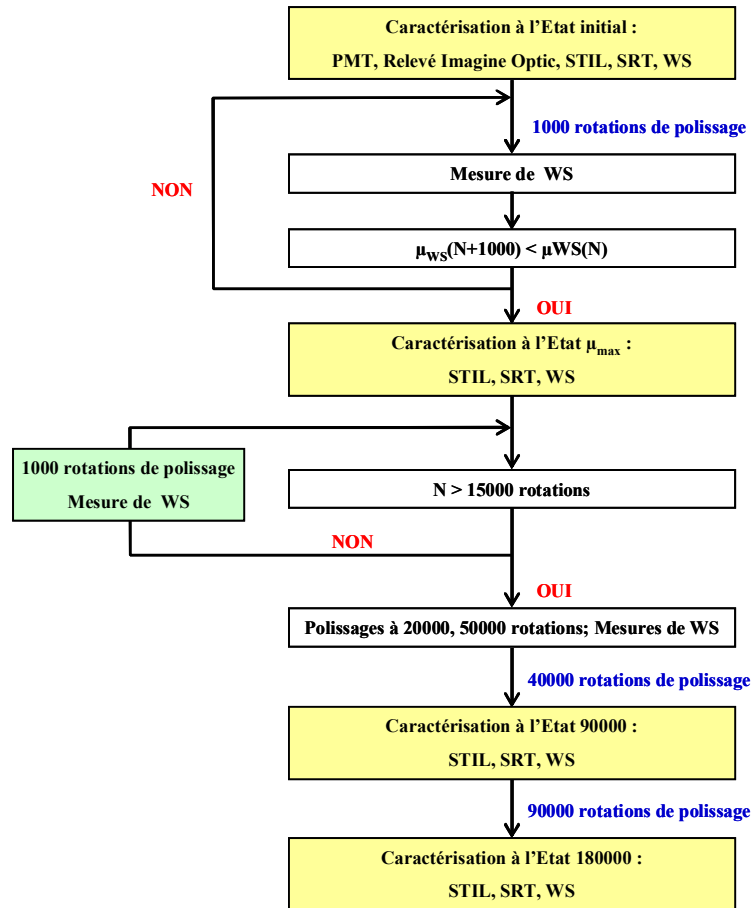 Caractérisation à l'Etat initial :
PMT, Relevé Imagine Optic, STIL, SRT, WS
1000 rotations de polissage
Mesure de WS
NON
µWS(N+1000) < µWS(N)
OUI
Caractérisation à l'Etat µmax :
STIL, SRT, WS
1000 rotations de polissage
Mesure de WS
N > 15000 rotations
NON
OUI
Polissages à 20000, 50000 rotations; Mesures de WS
40000 rotations de polissage
Caractérisation à l'Etat 90000 :
STIL, SRT, WS
90000 rotations de polissage
Caractérisation à l'Etat 180000 :
STIL, SRT, WS